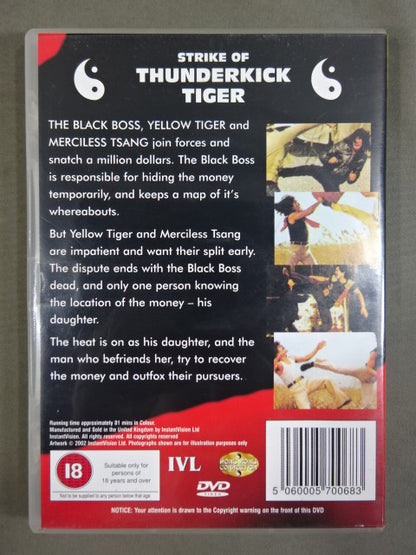 STRIKE OF
THUNDERKICK
TIGER
THE BLACK BOSS, YELLOW TIGER and
MERCILESS TSANG join forces and
snatch a million dollars. The Black Boss
is responsible for hiding the money
temporarily, and keeps a map of it's
whereabouts.
But Yellow Tiger and Merciless Tsang
are impatient and want their split early.
The dispute ends with the Black Boss
dead, and only one person knowing
the location of the money – his
daughter.
The heat is on as his daughter, and the
man who befriends her, try to recover
the money and outfox their pursuers.
Running time approximately 81 mins in Colour.
Manufactured and Sold in the United Kingdom by InstantVision Ltd
InstantVision. All rights reserved. All copyrights reserved
Artwork © 2002 InstantVision Ltd. Photographs shown are for illustration purposes only
18
Suitable only for
persons of
18 years and over
Not to be supplied to any person below that age
IVL
DVD
VIDEO
5 060005 700683
NOTICE: Your attention is drawn to the Copyright warning on the front of this DVD